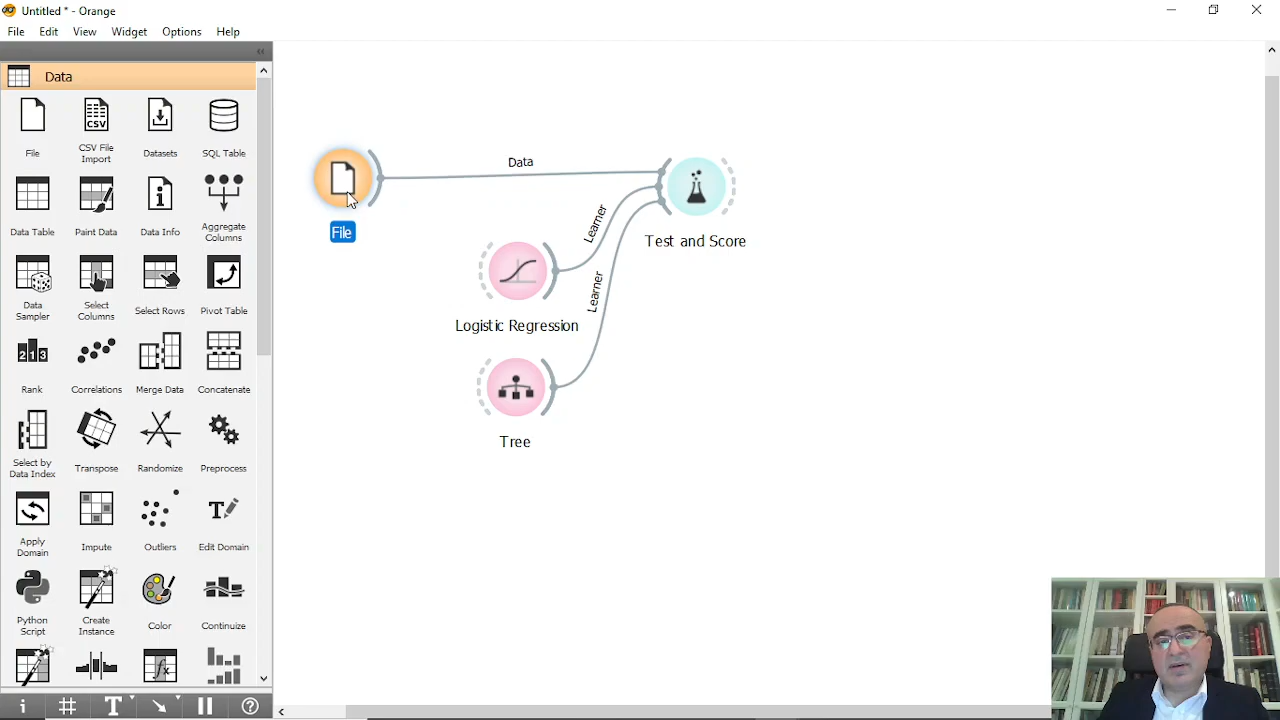 Untitled * - Orange
File Edit View Widget Options Help
Data
File
CSV File
Import
Datasets
SQL Table
Data Table
Paint Data
Data Info
Aggregate
Columns
Data
Sampler
Select
Columns
Select Rows
Pivot Table
Rank
Correlations
Merge Data
Concatenate
Select by
Data Index
Transpose
Randomize
Preprocess
Apply
Domain
Impute
Outliers
Edit Domain
Python
Script
Create
Instance
Color
Continuize
File
Data
Learner
Learner
Test and Score
Logistic Regression
Tree